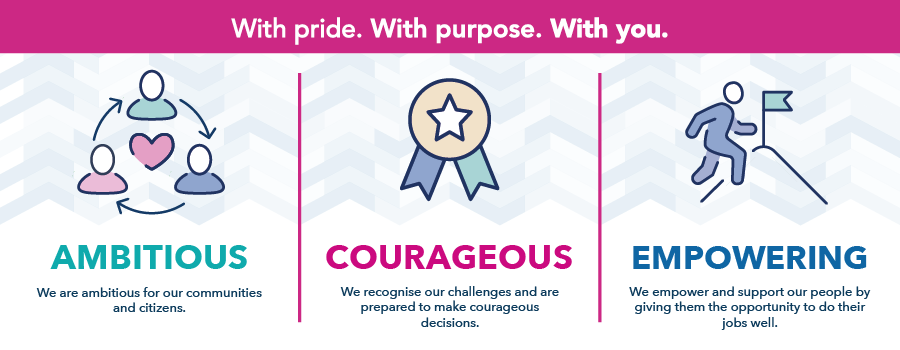 With pride. With purpose. With you.
AMBITIOUS
We are ambitious for our communities
and citizens.
COURAGEOUS
We recognise our challenges and are
prepared to make courageous
decisions.
EMPOWERING
We empower and support our people by
giving them the opportunity to do their
jobs well.